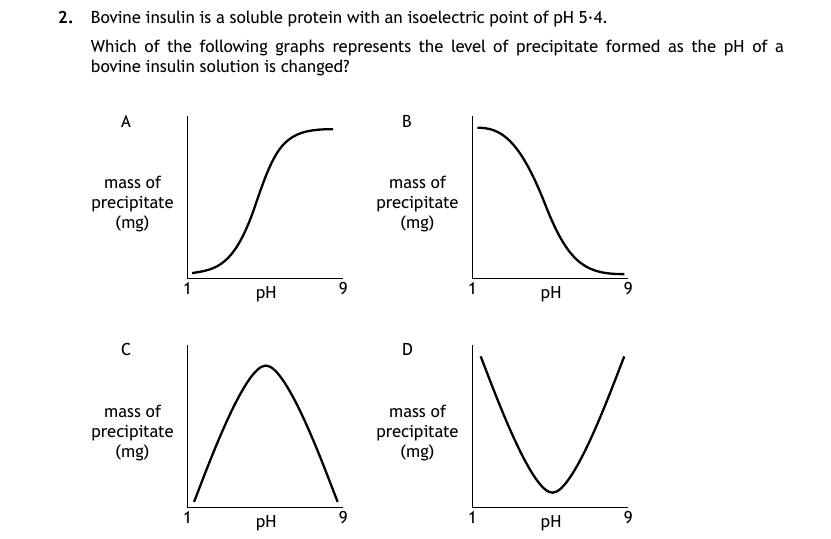 2. Bovine insulin is a soluble protein with an isoelectric point of pH 5·4.
Which of the following graphs represents the level of precipitate formed as the pH of a
bovine insulin solution is changed?
A
mass of
precipitate
(mg)
1 pH 9
B
mass of
precipitate
(mg)
1 pH 9
C
mass of
precipitate
(mg)
1 pH 9
D
mass of
precipitate
(mg)
1 pH 9